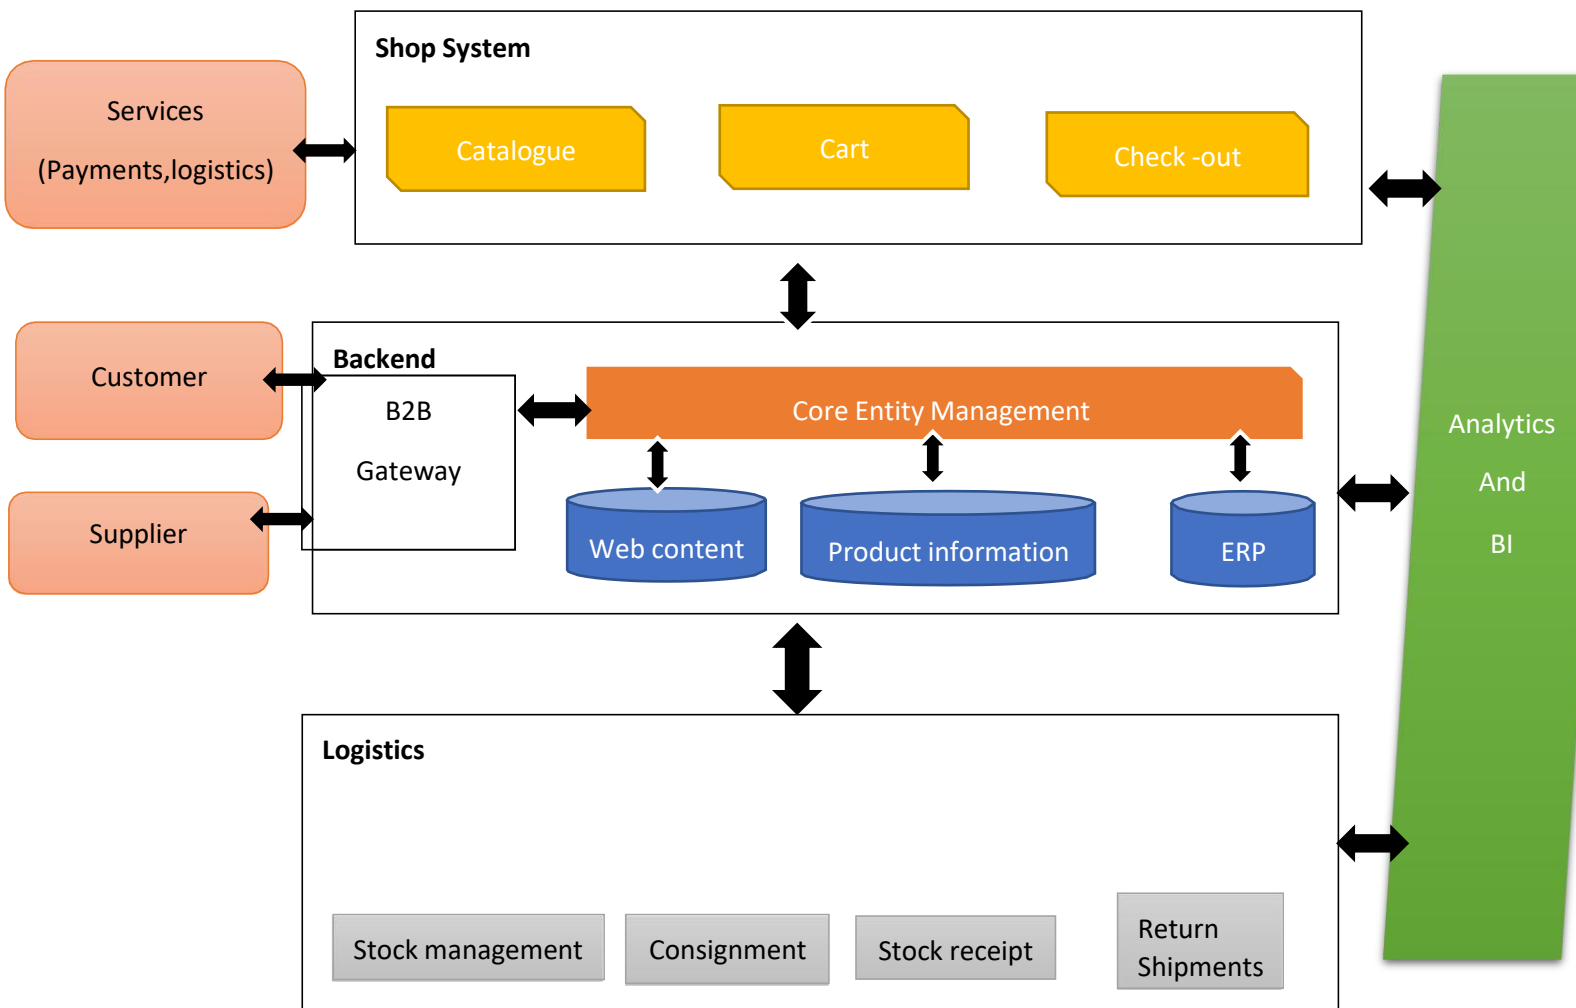 Shop System
Services
(Payments,logistics)
Catalogue
Cart
Check -out
Customer
Backend
B2B
Gateway
Core Entity Management
Supplier
Web content
Product information
ERP
Analytics
And
BI
Logistics
Stock management
Consignment
Stock receipt
Return
Shipments